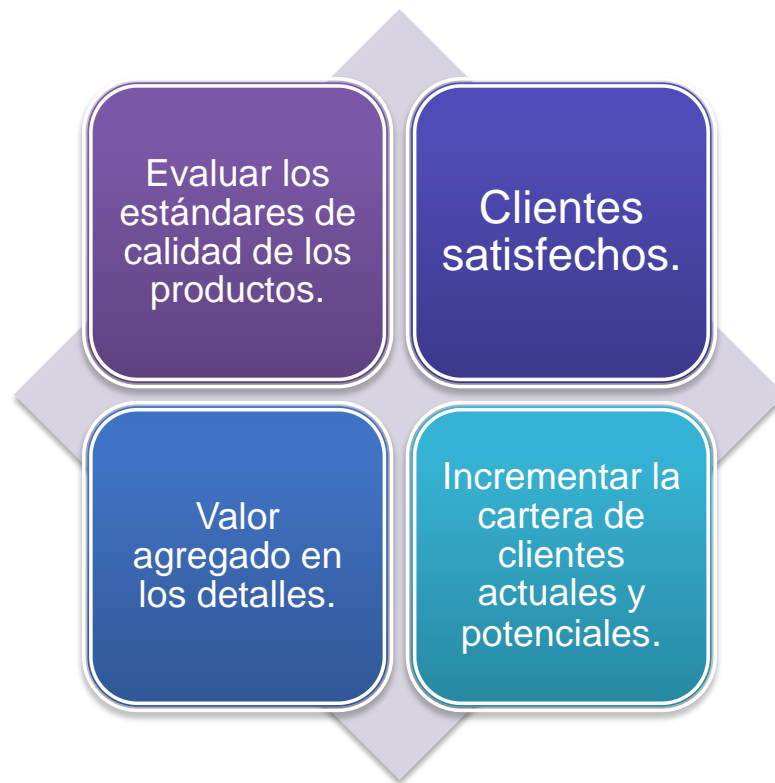 Evaluar los
estándares de
calidad de los
productos.
Clientes
satisfechos.
Valor
agregado en
los detalles.
Incrementar la
cartera de
clientes
actuales y
potenciales.